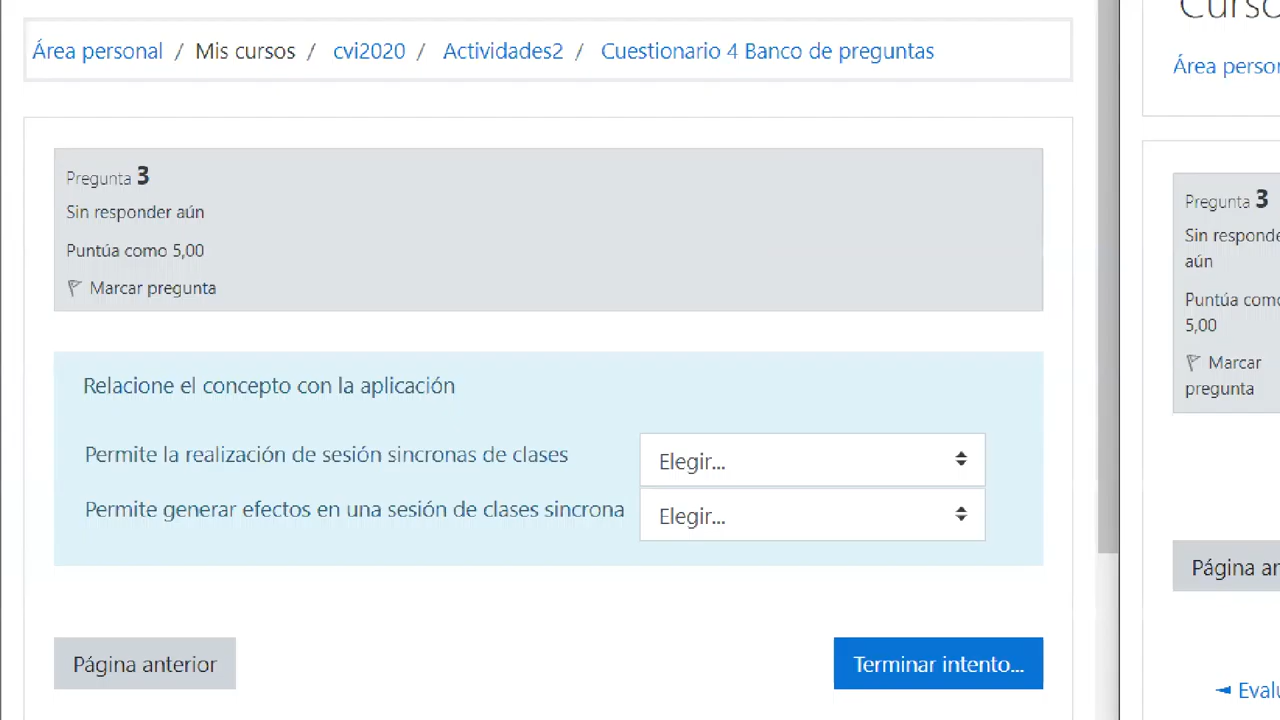 Área personal / Mis cursos / cvi2020 / Actividades2 / Cuestionario 4 Banco de preguntas
Pregunta 3
Sin responder aún
Puntúa como 5,00
Marcar pregunta
Relacione el concepto con la aplicación
Permite la realización de sesión sincronas de clases Elegir...
Permite generar efectos en una sesión de clases sincrona Elegir...
Página anterior Terminar intento...
Curso
Área person
Pregunta 3
Sin responde
aún
Puntúa como
5,00
Marcar
pregunta
Página an
Evalu